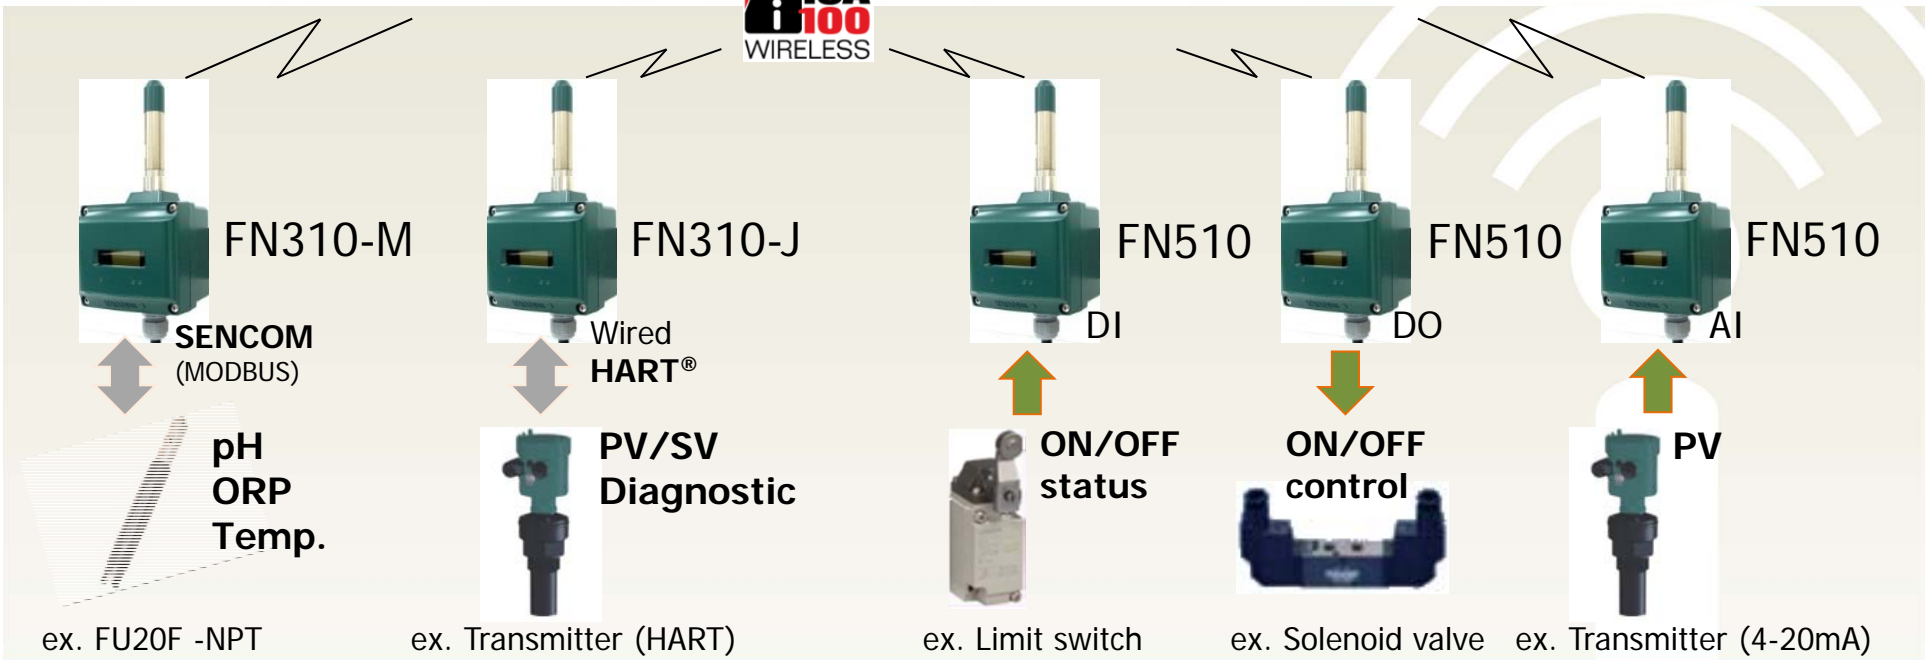 100
WIRELESS
FN310-M
FN310-J
FN510
FN510
FN510
SENCOM
(MODBUS)
Wired
HART®
DI
DO
AI
pH
ORP
Temp.
PV/SV
Diagnostic
ON/OFF
status
ON/OFF
control
PV
ex. FU20F -NPT
ex. Transmitter (HART)
ex. Limit switch
ex. Solenoid valve
ex. Transmitter (4-20mA)